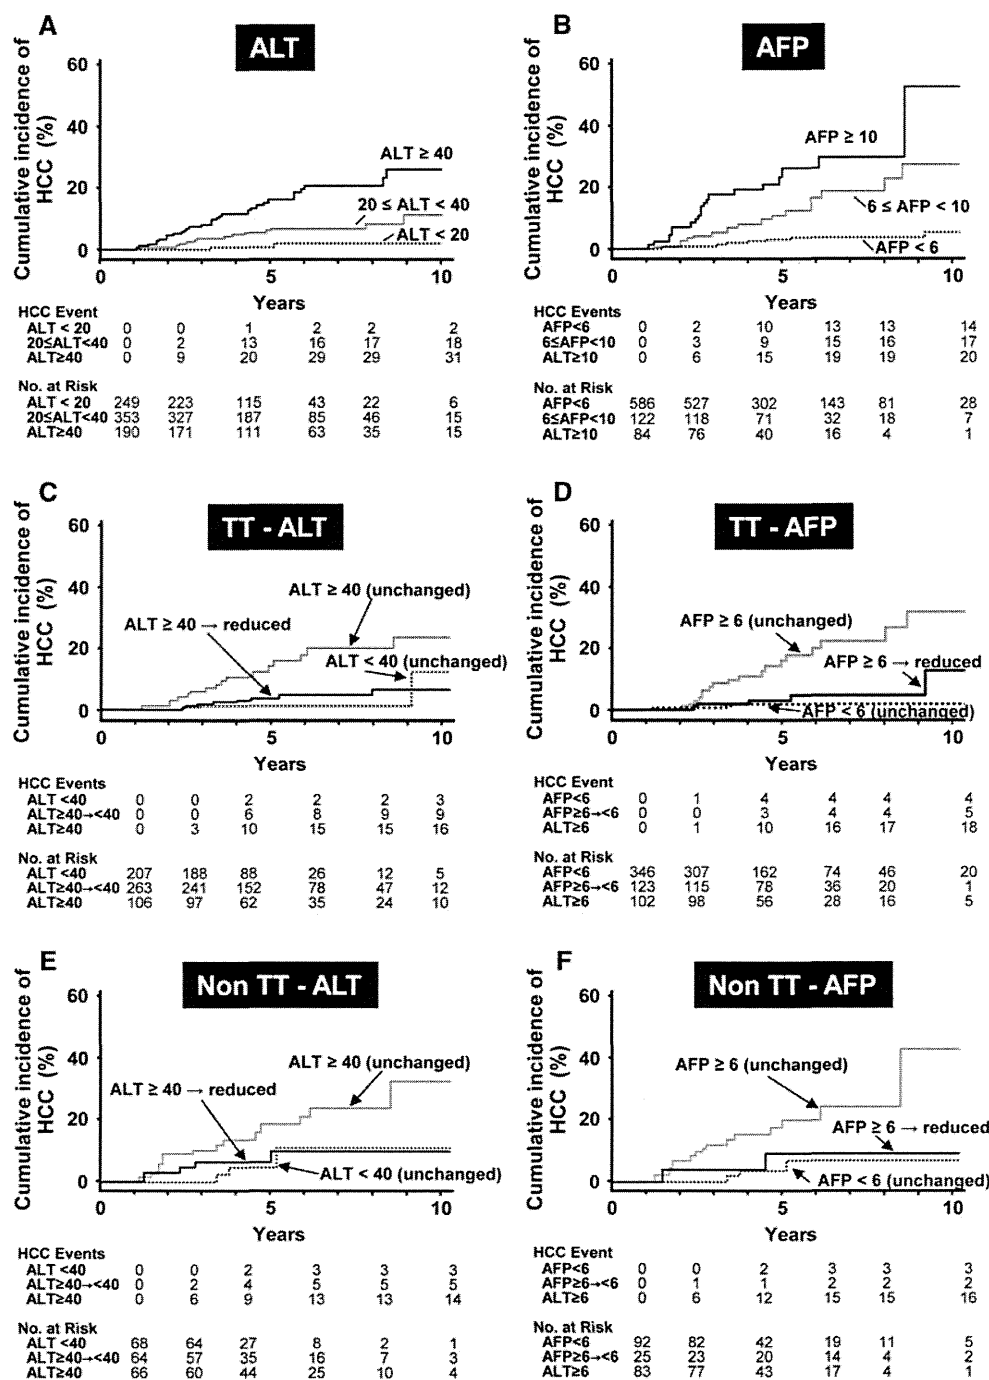 A
ALT
Cumulative incidence of
HCC (%)
60
40
20
0
ALT ≥ 40
20 ≤ ALT < 40
ALT < 20
0 5 10
Years
HCC Event
ALT < 20 0 0 1 2 2 2
20≤ALT<40 0 2 13 16 17 18
ALT≥40 0 9 20 29 29 31
No. at Risk
ALT < 20 249 223 115 43 22 6
20≤ALT<40 353 327 187 85 46 15
ALT≥40 190 171 111 63 35 15
B
AFP
Cumulative incidence of
HCC (%)
60
40
20
0
AFP ≥ 10
6 ≤ AFP < 10
AFP < 6
0 5 10
Years
HCC Events
AFP<6 0 2 10 13 13 14
6≤AFP<10 0 3 9 15 16 17
ALT≥10 0 6 15 19 19 20
No. at Risk
AFP<6 586 527 302 143 81 28
6≤AFP<10 122 118 71 32 18 7
ALT≥10 84 76 40 16 4 1
C
TT - ALT
Cumulative incidence of
HCC (%)
60
40
20
0
ALT ≥ 40 (unchanged)
ALT ≥ 40 → reduced
ALT < 40 (unchanged)
0 5 10
Years
HCC Events
ALT <40 0 0 2 2 2 3
ALT≥40→<40 0 0 6 8 9 9
ALT≥40 0 3 10 15 15 16
No. at Risk
ALT <40 207 188 88 26 12 5
ALT≥40→<40 263 241 152 78 47 12
ALT≥40 106 97 62 35 24 10
D
TT - AFP
Cumulative incidence of
HCC (%)
60
40
20
0
AFP ≥ 6 (unchanged)
AFP ≥ 6 → reduced
AFP < 6 (unchanged)
0 5 10
Years
HCC Event
AFP<6 0 1 4 4 4 4
AFP≥6→<6 0 0 3 4 4 5
ALT≥6 0 1 10 16 17 18
No. at Risk
AFP<6 346 307 162 74 46 20
AFP≥6→<6 123 115 78 36 20 1
ALT≥6 102 98 56 28 16 5
E
Non TT - ALT
Cumulative incidence of
HCC (%)
60
40
20
0
ALT ≥ 40 (unchanged)
ALT ≥ 40 → reduced
ALT < 40 (unchanged)
0 5 10
Years
HCC Events
ALT <40 0 0 2 3 3 3
ALT≥40→<40 0 2 4 5 5 5
ALT≥40 0 6 9 13 13 14
No. at Risk
ALT <40 68 64 27 8 2 1
ALT≥40→<40 64 57 35 16 7 3
ALT≥40 66 60 44 25 10 4
F
Non TT - AFP
Cumulative incidence of
HCC (%)
60
40
20
0
AFP ≥ 6 (unchanged)
AFP ≥ 6 → reduced
AFP < 6 (unchanged)
0 5 10
Years
HCC Event
AFP<6 0 0 2 3 3 3
AFP≥6→<6 0 1 1 2 2 2
ALT≥6 0 6 12 15 15 16
No. at Risk
AFP<6 92 82 42 19 11 5
AFP≥6→<6 25 23 20 14 4 2
ALT≥6 83 77 43 17 4 1